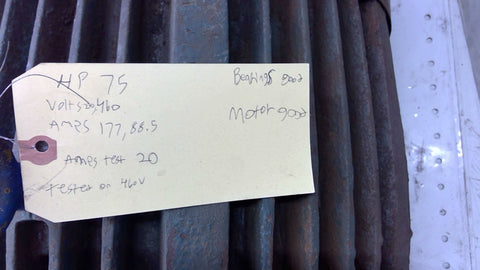 HP 75
Bearings good
Volts 230,460
Motor good
AMPS 177,88.5
Amps test 20
Tested on 460V